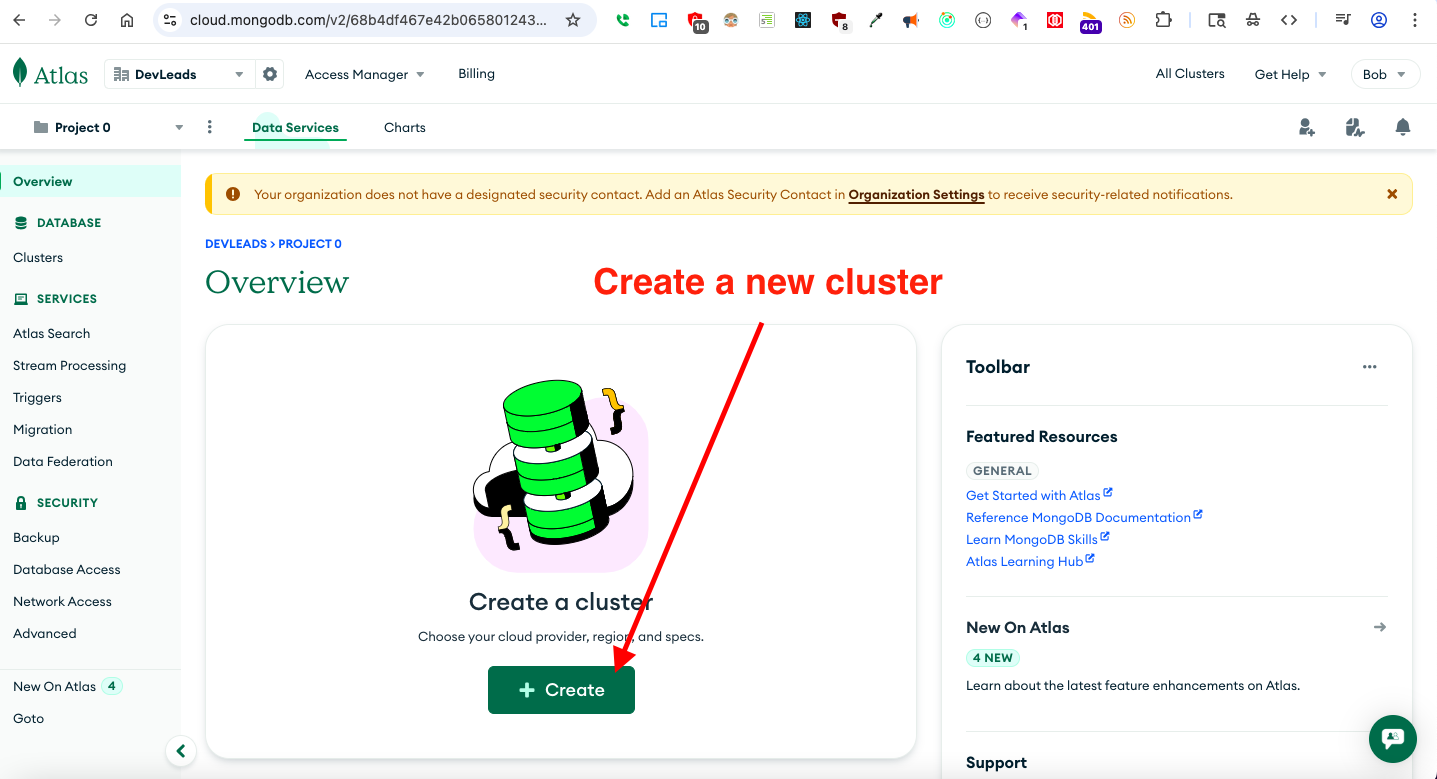 cloud.mongodb.com/v2/68b4df467e42b065801243...
10
8
1
401
Atlas
DevLeads
Access Manager
Billing
All Clusters
Get Help
Bob
Project 0
Data Services
Charts
Overview
DATABASE
Clusters
SERVICES
Atlas Search
Stream Processing
Triggers
Migration
Data Federation
SECURITY
Backup
Database Access
Network Access
Advanced
New On Atlas 4
Goto
Your organization does not have a designated security contact. Add an Atlas Security Contact in Organization Settings to receive security-related notifications.
DEVLEADS > PROJECT 0
Overview
Create a new cluster
Create a cluster
Choose your cloud provider, region, and specs.
+ Create
Toolbar
Featured Resources
GENERAL
Get Started with Atlas
Reference MongoDB Documentation
Learn MongoDB Skills
Atlas Learning Hub
New On Atlas
4 NEW
Learn about the latest feature enhancements on Atlas.
Support